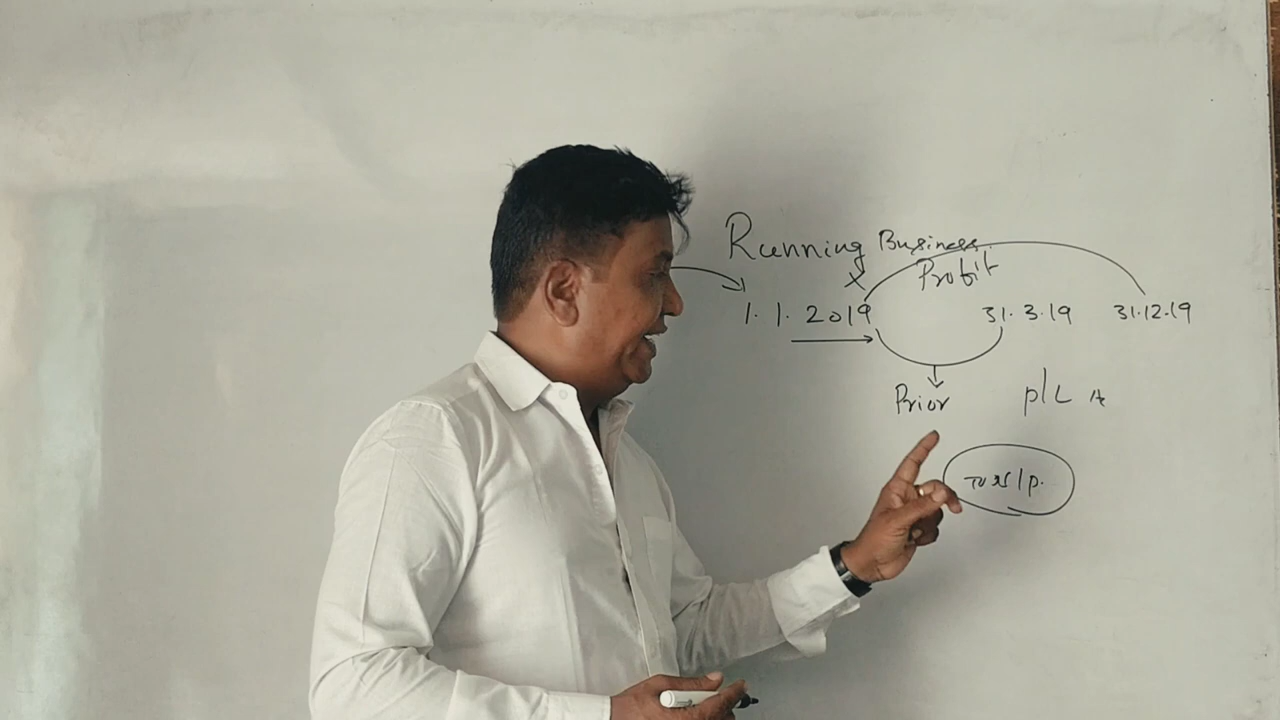 Running Business
x Profit
1. 1. 2019 31. 3. 19 31.12.19
Prior P/L A